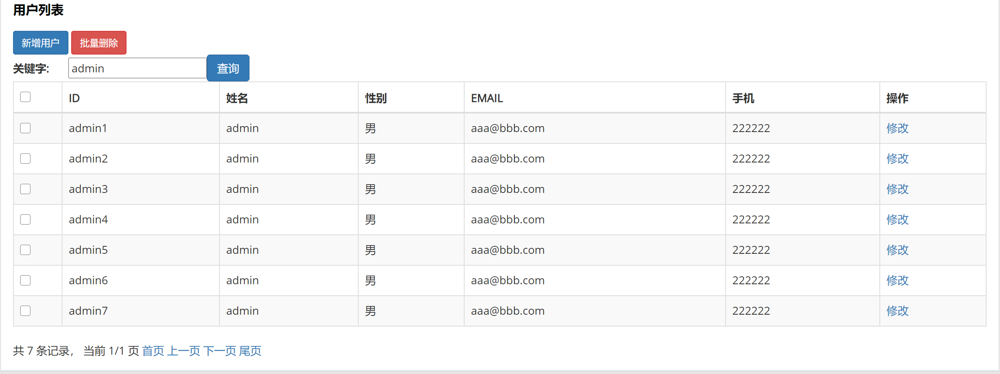 用户列表
新增用户 批量删除
关键字: admin 查询
ID 姓名 性别 EMAIL 手机 操作
admin1 admin 男 aaa@bbb.com 222222 修改
admin2 admin 男 aaa@bbb.com 222222 修改
admin3 admin 男 aaa@bbb.com 222222 修改
admin4 admin 男 aaa@bbb.com 222222 修改
admin5 admin 男 aaa@bbb.com 222222 修改
admin6 admin 男 aaa@bbb.com 222222 修改
admin7 admin 男 aaa@bbb.com 222222 修改
共 7 条记录， 当前 1/1 页 首页 上一页 下一页 尾页